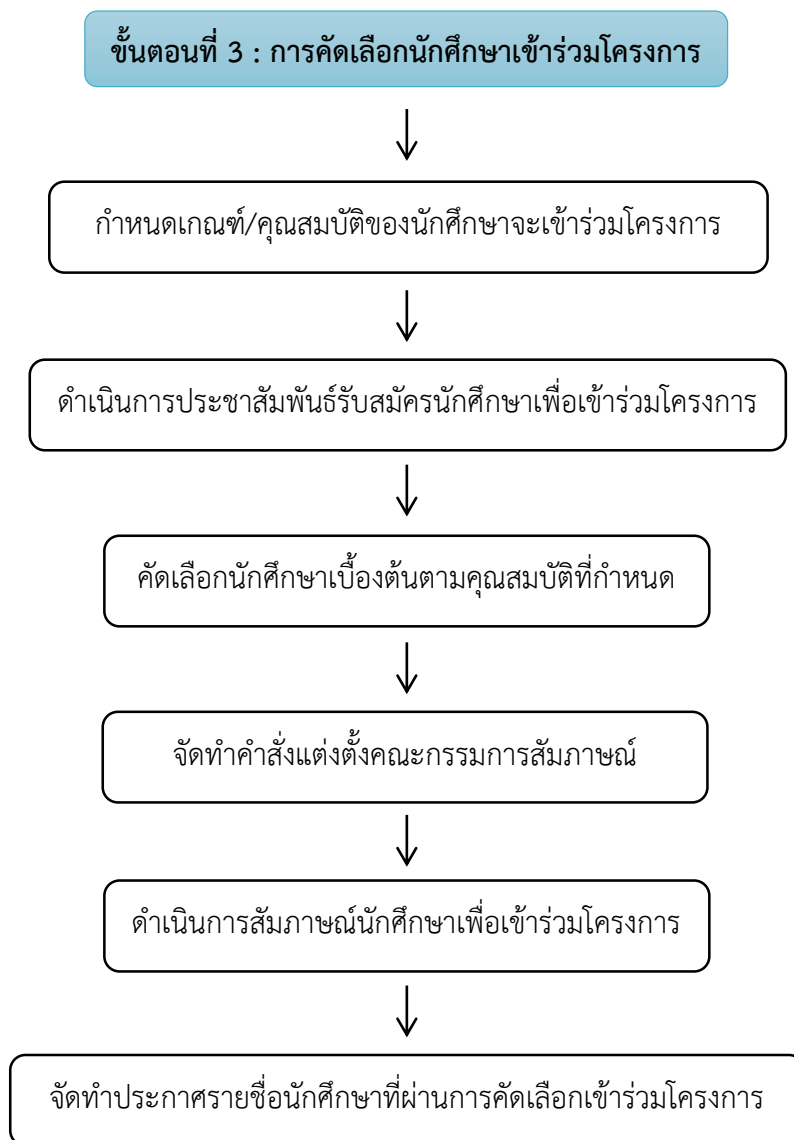 ขั้นตอนที่ 3 : การคัดเลือกนักศึกษาเข้าร่วมโครงการ
กำหนดเกณฑ์/คุณสมบัติของนักศึกษาจะเข้าร่วมโครงการ
ดำเนินการประชาสัมพันธ์รับสมัครนักศึกษาเพื่อเข้าร่วมโครงการ
คัดเลือกนักศึกษาเบื้องต้นตามคุณสมบัติที่กำหนด
จัดทำคำสั่งแต่งตั้งคณะกรรมการสัมภาษณ์
ดำเนินการสัมภาษณ์นักศึกษาเพื่อเข้าร่วมโครงการ
จัดทำประกาศรายชื่อนักศึกษาที่ผ่านการคัดเลือกเข้าร่วมโครงการ